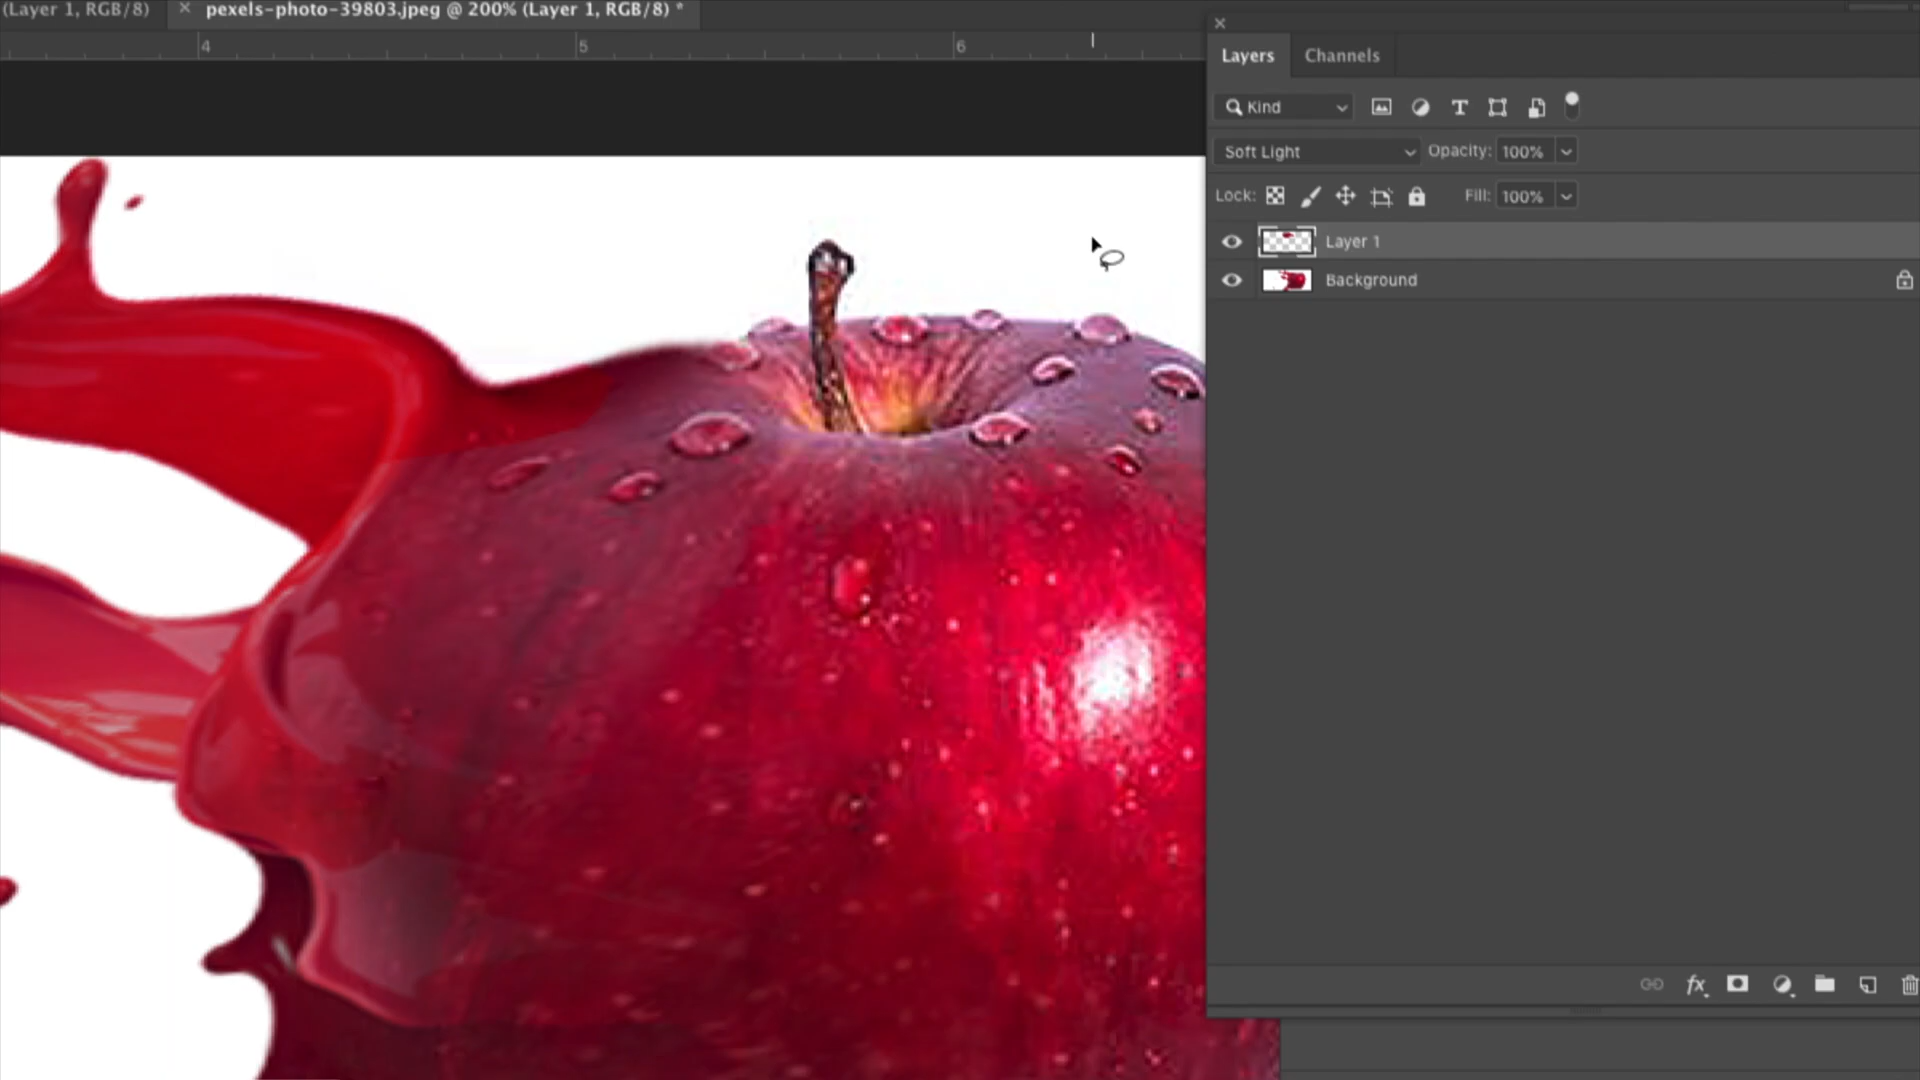 (Layer 1, RGB/8) × pexels-photo-39803.jpeg @ 200% (Layer 1, RGB/8) *
4 5 6
Layers Channels
Kind
Soft Light Opacity: 100%
Lock: Fill: 100%
Layer 1
Background
fx